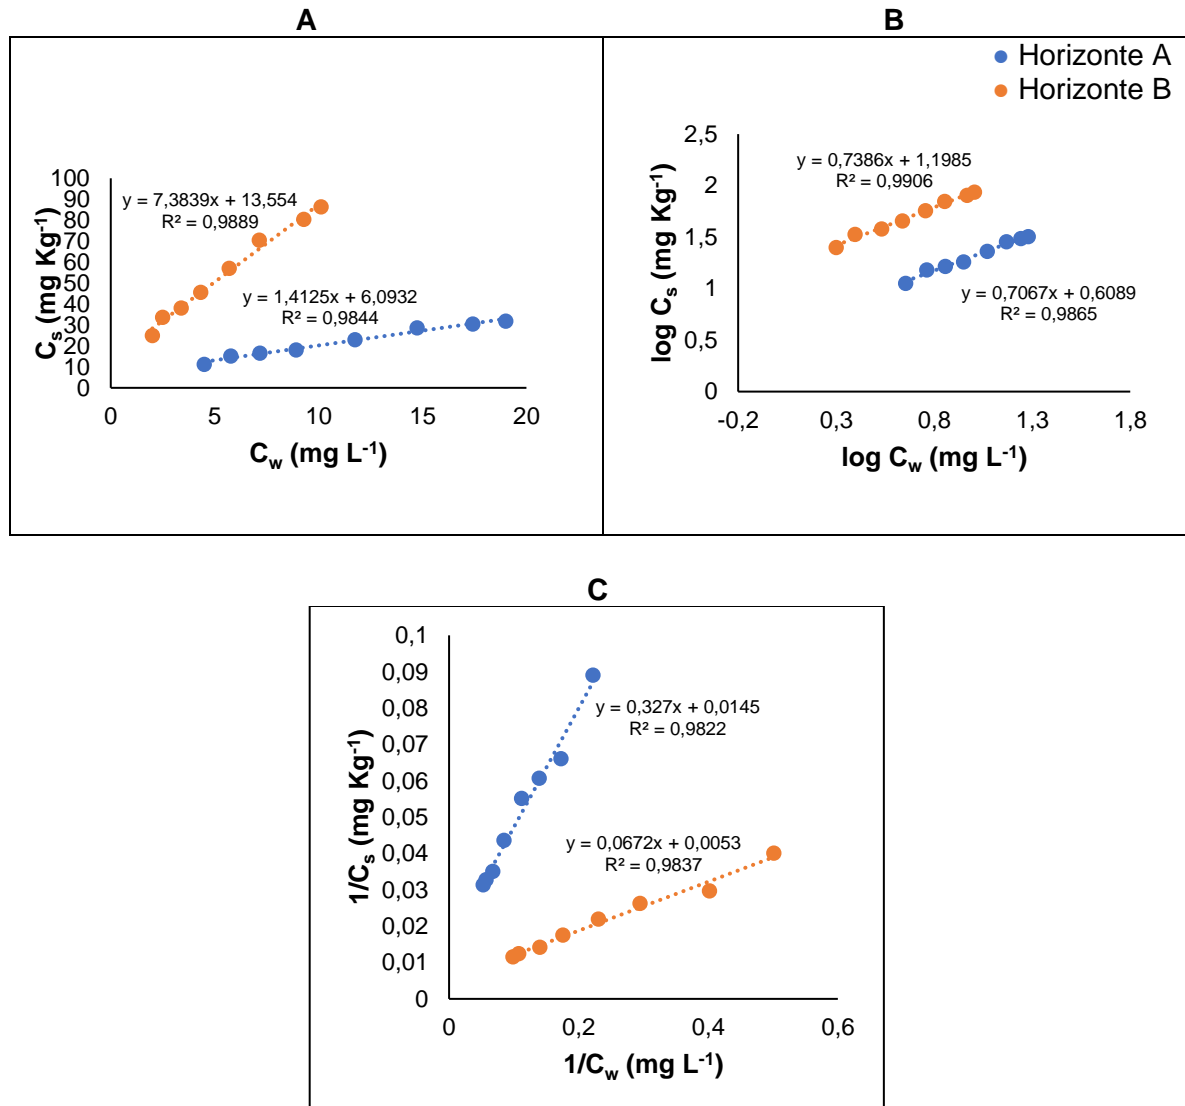 A
B
Horizonte A
Horizonte B
100
90
80
70
60
50
40
30
20
10
0
C_s (mg Kg⁻¹)
y = 7,3839x + 13,554
R² = 0,9889
y = 1,4125x + 6,0932
R² = 0,9844
0 5 10 15 20
C_w (mg L⁻¹)
2,5
2
1,5
1
0,5
0
log C_s (mg Kg⁻¹)
y = 0,7386x + 1,1985
R² = 0,9906
y = 0,7067x + 0,6089
R² = 0,9865
-0,2 0,3 0,8 1,3 1,8
log C_w (mg L⁻¹)
C
0,1
0,09
0,08
0,07
0,06
0,05
0,04
0,03
0,02
0,01
0
1/C_s (mg Kg⁻¹)
y = 0,327x + 0,0145
R² = 0,9822
y = 0,0672x + 0,0053
R² = 0,9837
0 0,2 0,4 0,6
1/C_w (mg L⁻¹)